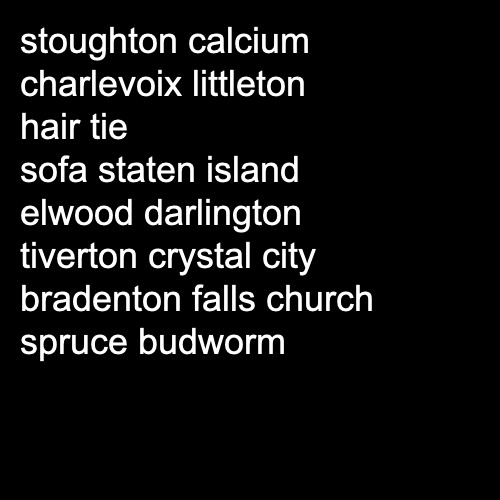 stoughton calcium
charlevoix littleton
hair tie
sofa staten island
elwood darlington
tiverton crystal city
bradenton falls church
spruce budworm